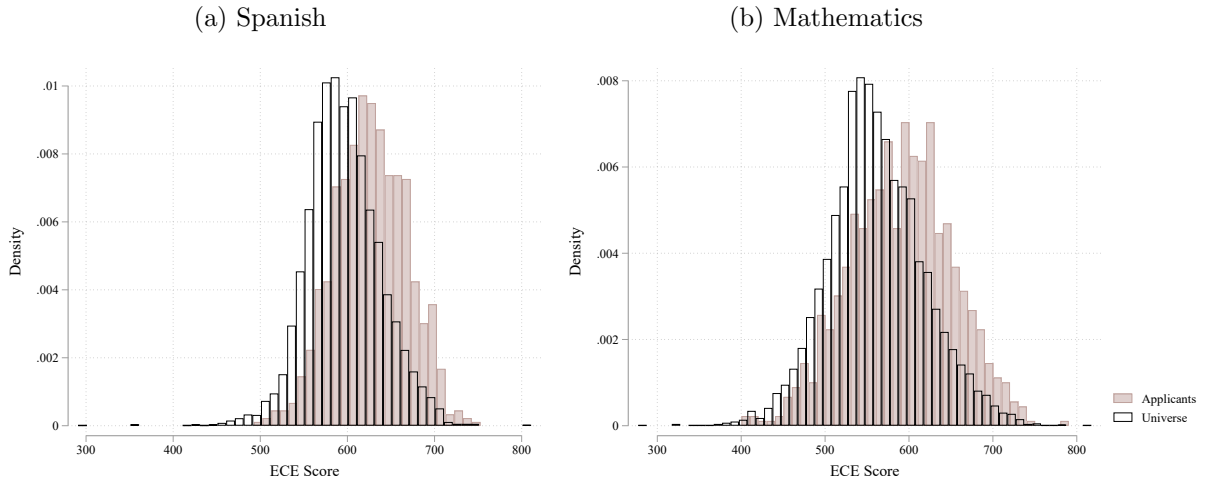 (a) Spanish
(b) Mathematics
.01
.008
.006
.004
.002
0
Density
300 400 500 600 700 800
ECE Score
.008
.006
.004
.002
0
Density
300 400 500 600 700 800
ECE Score
Applicants
Universe